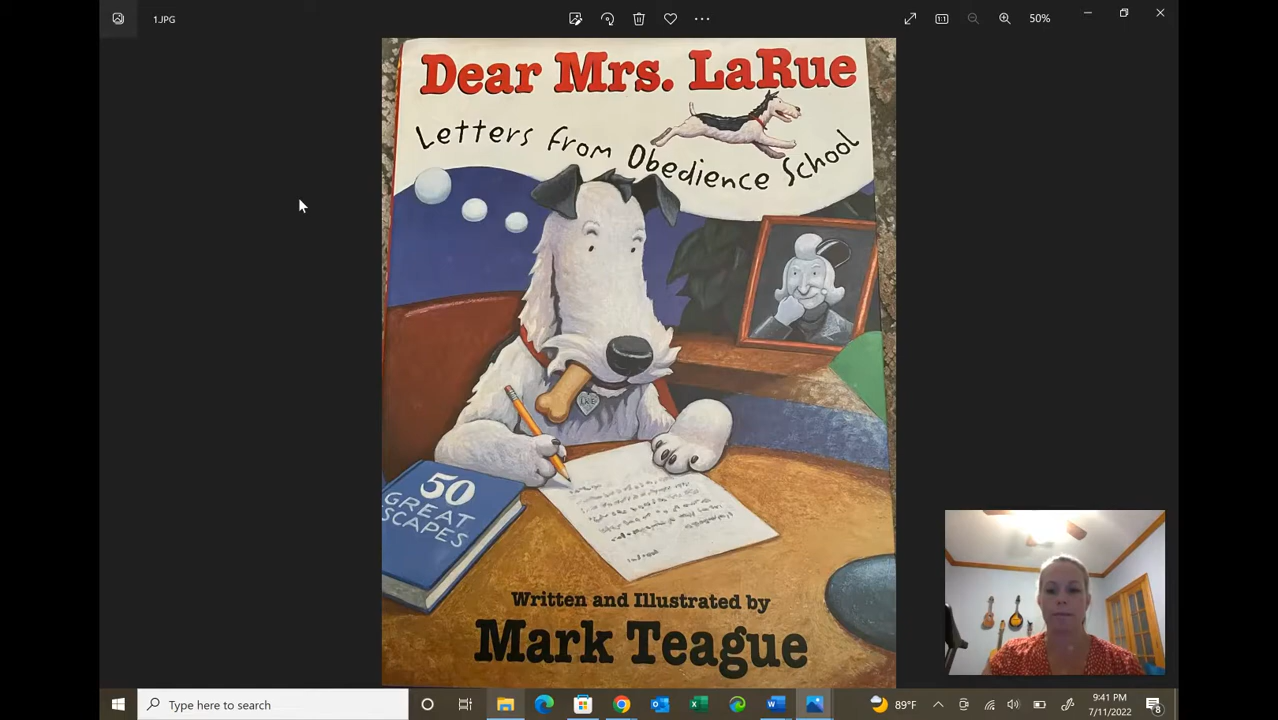 1.JPG
50%
Dear Mrs. LaRue
Letters from Obedience School
50
GREAT
SCAPES
Written and Illustrated by
Mark Teague
Type here to search
89°F
9:41 PM
7/11/2022
8